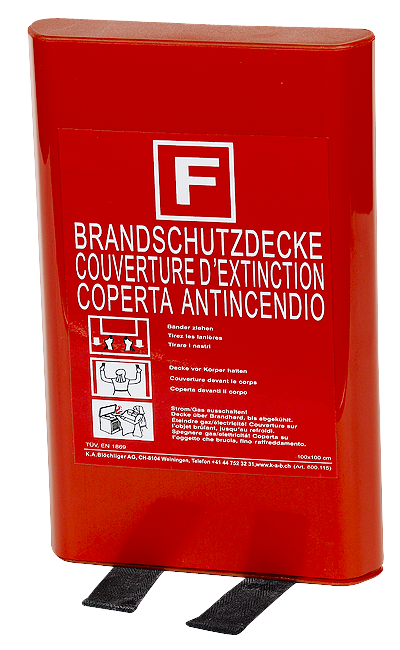 F
BRANDSCHUTZDECKE
COUVERTURE D'EXTINCTION
COPERTA ANTINCENDIO
Bänder ziehen
Tirez les lanières
Tirare i nastri
Decke vor Körper halten
Couverture devant le corps
Coperta davanti il corpo
Strom/Gas ausschalten!
Decke über Brandherd, bis abgekühlt.
Eteindre gaz/électricité! Couverture sur
l'objet brûlant, jusqu'au refroidi.
Spegnere gas/elettricità! Coperta su
l'oggetto che brucia, fino raffreddamento.
TÜV, EN 1869
100x100 cm
K.A. Blöchliger AG, CH-8104 Weiningen, Telefon +41 44 752 32 31, www.k-a-b.ch (Art. 600.115)